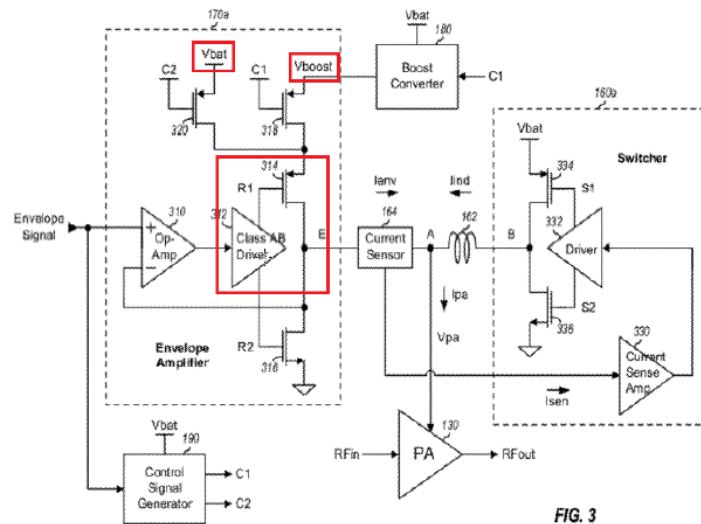 170a
Vbat
180
Vbat
C2
C1
Vboost
Boost
Converter
C1
160a
320
318
Vbat
Switcher
314
334
R1
Ienv
Iind
S1
Envelope
Signal
310
312
E
164
A
162
B
332
+
Op-
Amp
Class AB
Driver
Current
Sensor
Driver
−
Ipa
S2
Envelope
Amplifier
R2
316
Vpa
336
330
Current
Sense
Amp
Isen
Vbat
190
130
Control
Signal
Generator
C1
C2
RFin
PA
RFout
FIG. 3